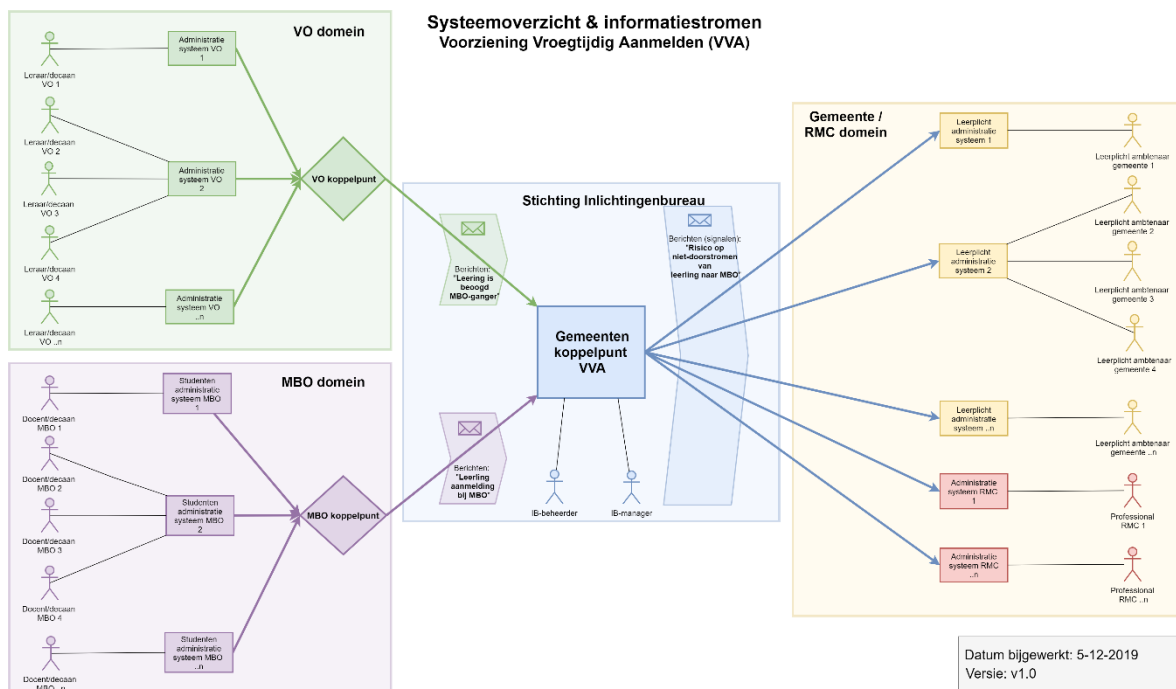 Systeemoverzicht & informatiestromen
Voorziening Vroegtijdig Aanmelden (VVA)
VO domein
Leraar/decaan
VO 1
Leraar/decaan
VO 2
Leraar/decaan
VO 3
Leraar/decaan
VO 4
Leraar/decaan
VO ..n
Administratie
systeem VO
1
Administratie
systeem VO
2
Administratie
systeem VO
..n
VO koppelpunt
MBO domein
Docent/decaan
MBO 1
Docent/decaan
MBO 2
Docent/decaan
MBO 3
Docent/decaan
MBO 4
Docent/decaan
MBO ..n
Studenten
administratie
systeem MBO
1
Studenten
administratie
systeem MBO
2
Studenten
administratie
systeem MBO
..n
MBO koppelpunt
Stichting Inlichtingenbureau
Berichten:
"Leering is
beoogd
MBO-ganger"
Berichten:
"Leerling
aanmelding
bij MBO"
Gemeenten
koppelpunt
VVA
IB-beheerder
IB-manager
Berichten (signalen):
"Risico op
niet-doorstromen
van
leerling naar MBO"
Gemeente /
RMC domein
Leerplicht
administratie
systeem 1
Leerplicht ambtenaar
gemeente 1
Leerplicht ambtenaar
gemeente 2
Leerplicht
administratie
systeem 2
Leerplicht ambtenaar
gemeente 3
Leerplicht ambtenaar
gemeente 4
Leerplicht
administratie
systeem ..n
Leerplicht ambtenaar
gemeente ..n
Administratie
systeem RMC
1
Professional
RMC 1
Administratie
systeem RMC
..n
Professional
RMC ..n
Datum bijgewerkt: 5-12-2019
Versie: v1.0